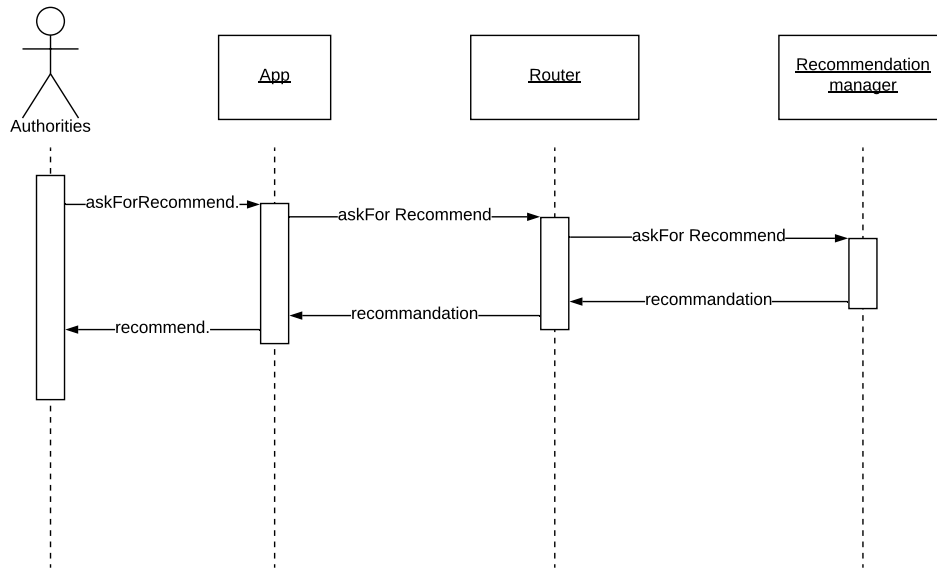 Authorities
App
Router
Recommendation
manager
askForRecommend.
askFor Recommend
askFor Recommend
recommandation
recommandation
recommend.